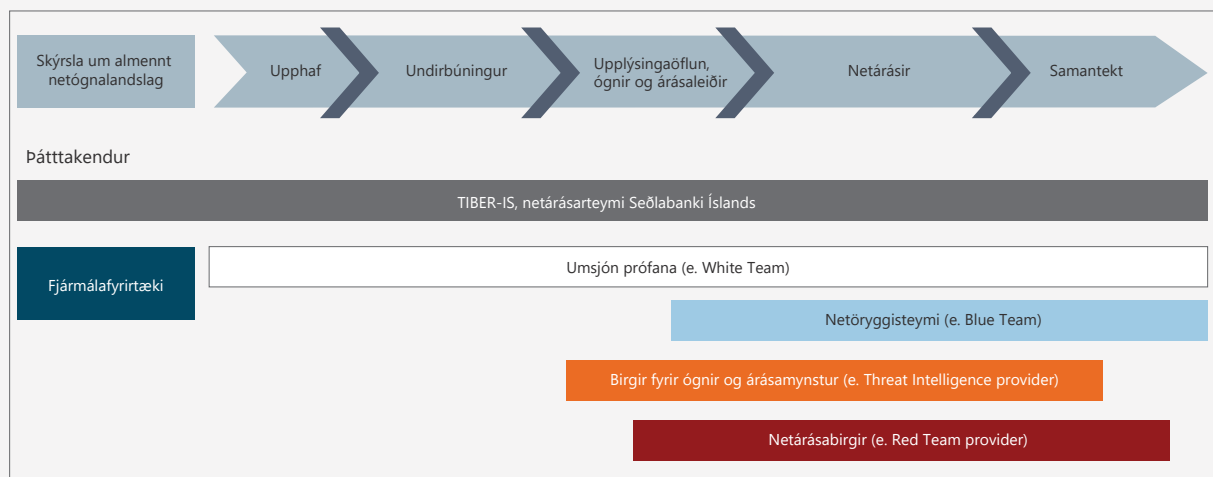 Skýrsla um almennt
netógnalandslag
Upphaf
Undirbúningur
Upplýsingaöflun,
ógnir og árásaleiðir
Netárásir
Samantekt
Þátttakendur
TIBER-IS, netárásarteymi Seðlabanki Íslands
Fjármálafyrirtæki
Umsjón prófana (e. White Team)
Netöryggisteymi (e. Blue Team)
Birgir fyrir ógnir og árásamynstur (e. Threat Intelligence provider)
Netárásabirgir (e. Red Team provider)